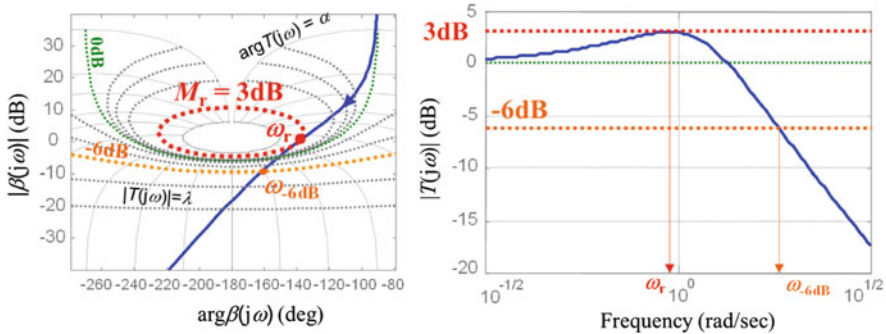 |β(jω)| (dB)
30
20
10
0
-10
-20
-30
0dB
argT(jω) = α
M_r = 3dB
ω_r
-6dB
ω_-6dB
|T(jω)|=λ
-260 -240 -220 -200 -180 -160 -140 -120 -100 -80
argβ(jω) (deg)
|T(jω)| (dB)
3dB
-6dB
5
0
-5
-10
-15
-20
10^-1/2
ω_r
10^0
ω_-6dB
10^1/2
Frequency (rad/sec)